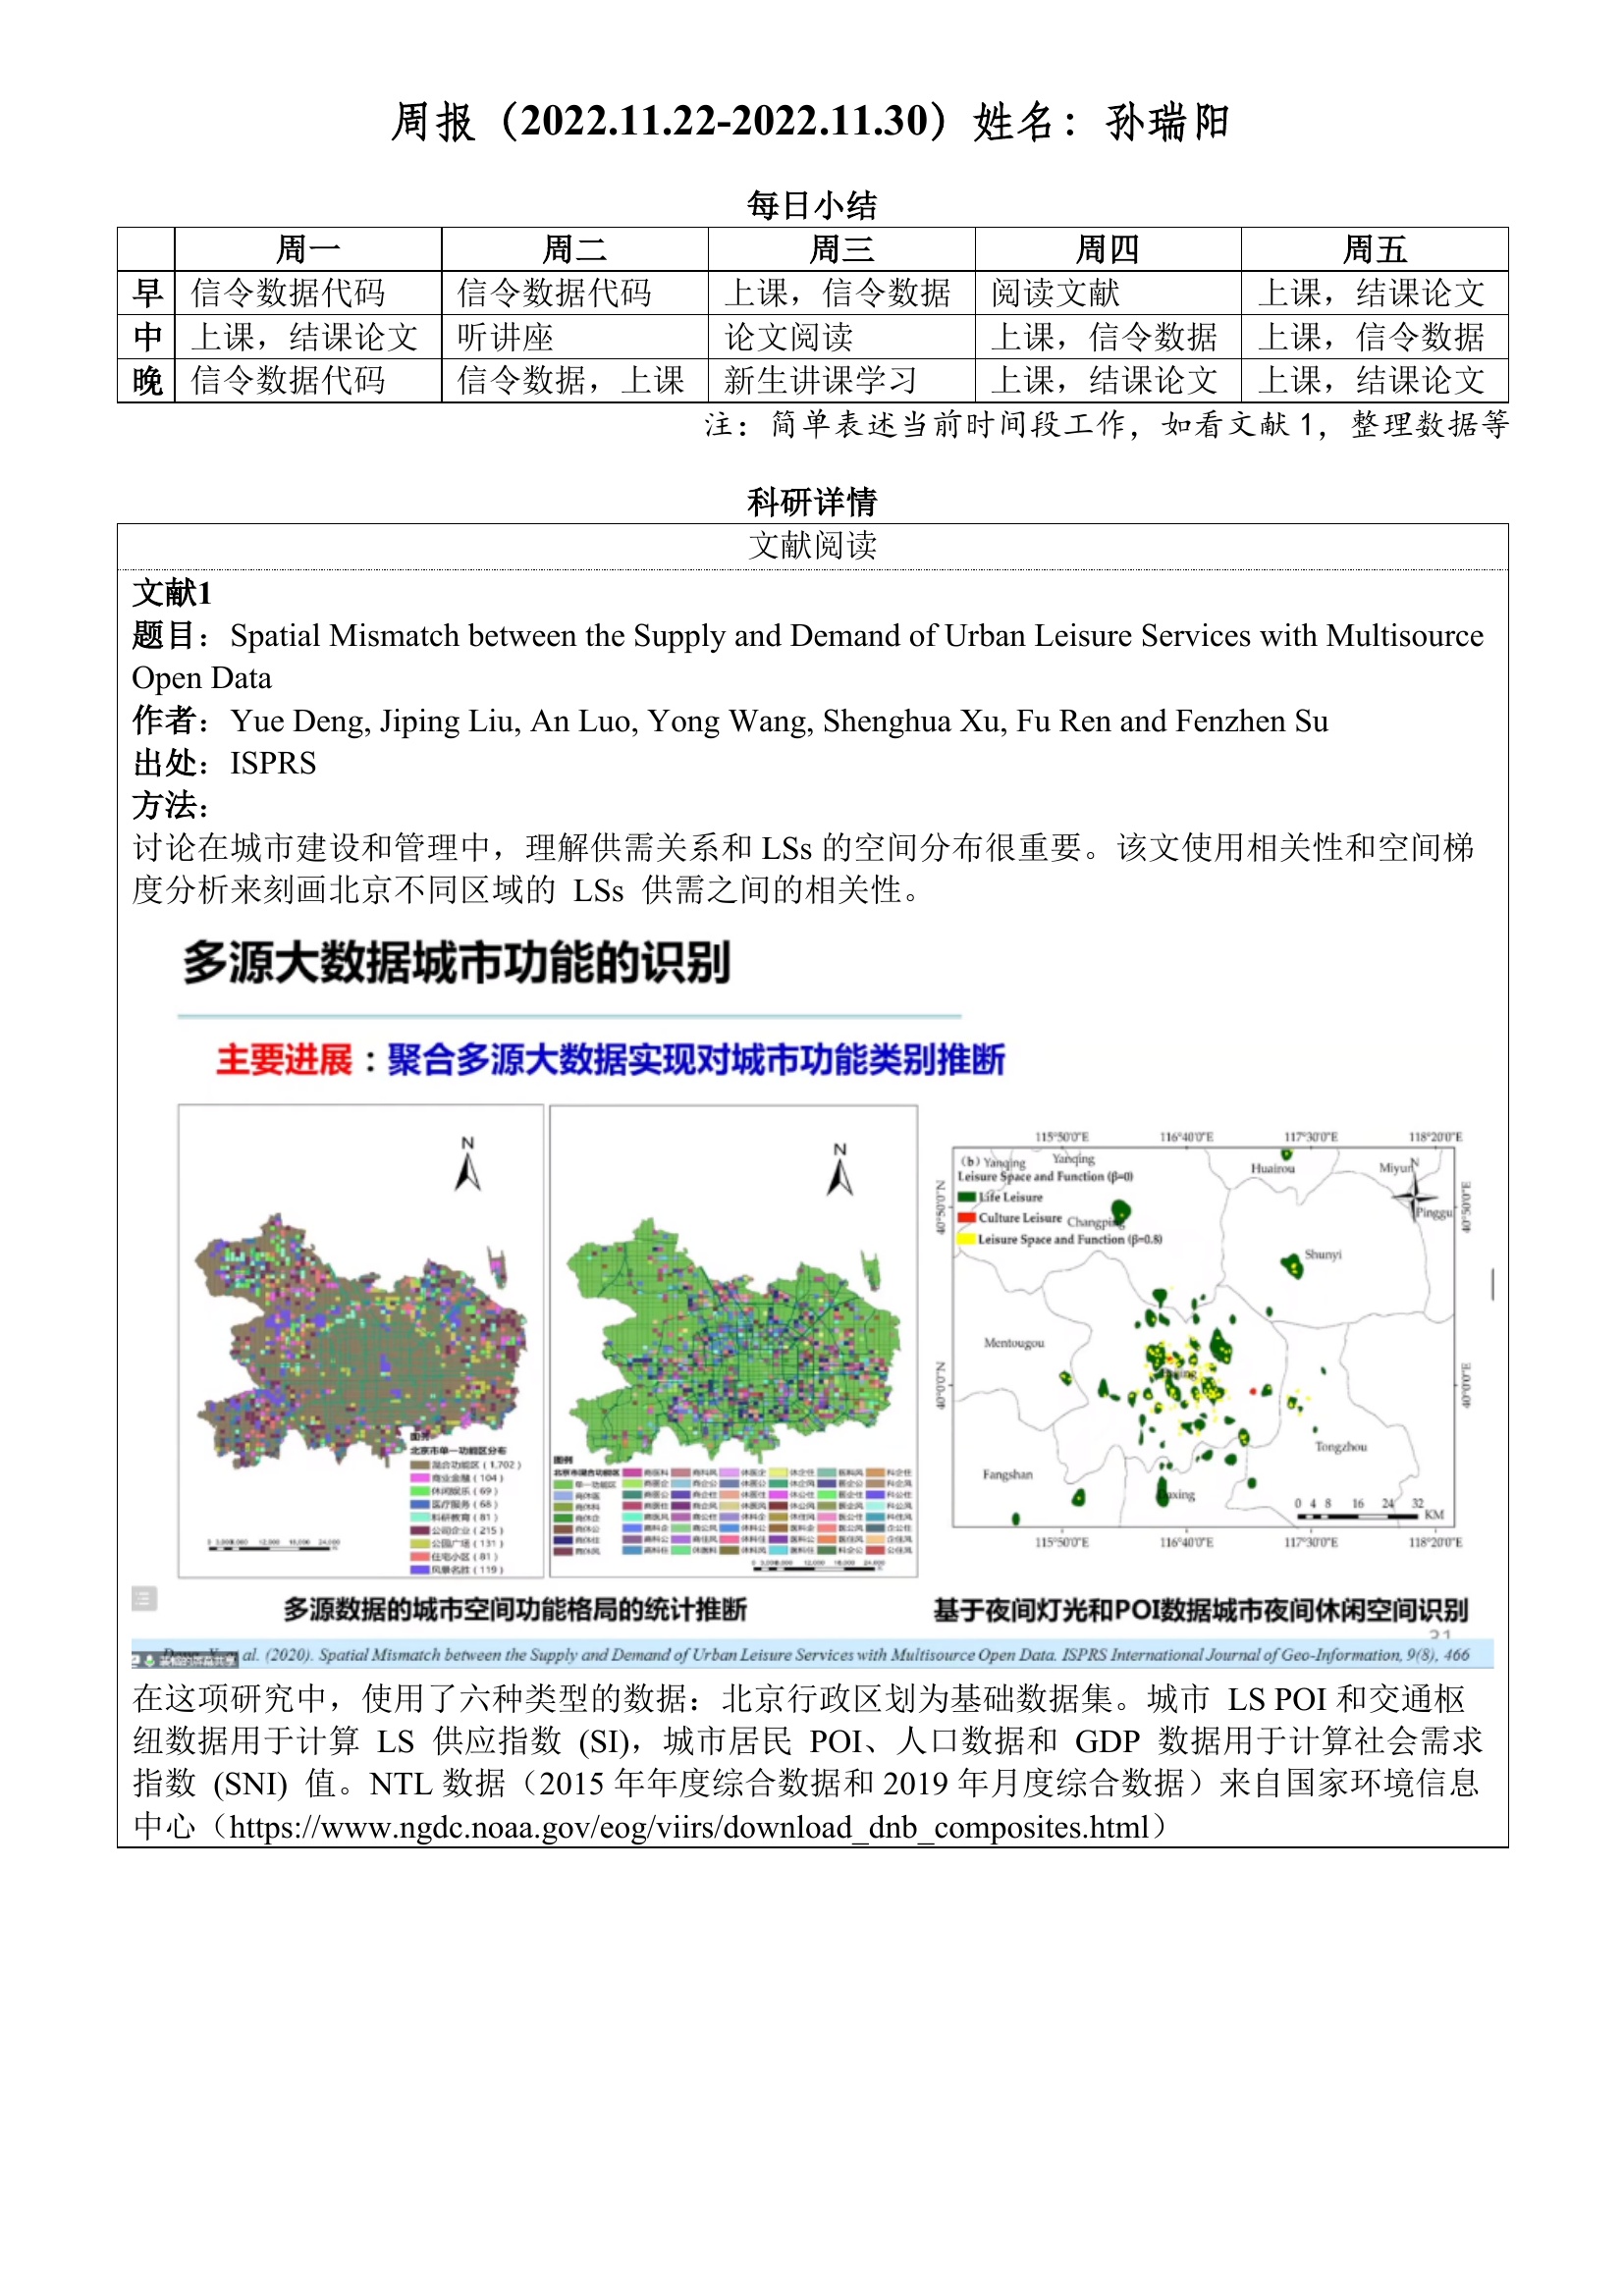 周报（2022.11.22-2022.11.30）姓名：孙瑞阳
每日小结
周一 周二 周三 周四 周五
早 信令数据代码 信令数据代码 上课，信令数据 阅读文献 上课，结课论文
中 上课，结课论文 听讲座 论文阅读 上课，信令数据 上课，信令数据
晚 信令数据代码 信令数据，上课 新生讲课学习 上课，结课论文 上课，结课论文
注：简单表述当前时间段工作，如看文献 1，整理数据等
科研详情
文献阅读
文献1
题目：Spatial Mismatch between the Supply and Demand of Urban Leisure Services with Multisource
Open Data
作者：Yue Deng, Jiping Liu, An Luo, Yong Wang, Shenghua Xu, Fu Ren and Fenzhen Su
出处：ISPRS
方法：
讨论在城市建设和管理中，理解供需关系和 LSs 的空间分布很重要。该文使用相关性和空间梯
度分析来刻画北京不同区域的 LSs 供需之间的相关性。
多源大数据城市功能的识别
主要进展：聚合多源大数据实现对城市功能类别推断
N
图例
北京市单一功能区分布
混合功能区（1,702）
商业金融（104）
休闲娱乐（69）
医疗服务（68）
科研教育（81）
公司企业（215）
公园广场（131）
住宅小区（81）
风景名胜（119）
N
图例
北京市混合功能区
单一功能区
115°50'0"E 116°40'0"E 117°30'0"E 118°20'0"E
(b) Yanqing Yanqing Huairou Miyun N
Leisure Space and Function (β=0)
Life Leisure
Culture Leisure Changping Pinggu
Leisure Space and Function (β=0.8)
40°50'0"N 40°50'0"E
Shunyi
Mentougou
40°0'0"N 40°0'0"E
Tongzhou
Fangshan
Daxing
0 4 8 16 24 32
KM
115°50'0"E 116°40'0"E 117°30'0"E 118°20'0"E
多源数据的城市空间功能格局的统计推断 基于夜间灯光和POI数据城市夜间休闲空间识别
al. (2020). Spatial Mismatch between the Supply and Demand of Urban Leisure Services with Multisource Open Data. ISPRS International Journal of Geo-Information, 9(8), 466
在这项研究中，使用了六种类型的数据：北京行政区划为基础数据集。城市 LS POI 和交通枢
纽数据用于计算 LS 供应指数 (SI)，城市居民 POI、人口数据和 GDP 数据用于计算社会需求
指数 (SNI) 值。NTL 数据（2015 年年度综合数据和 2019 年月度综合数据）来自国家环境信息
中心（https://www.ngdc.noaa.gov/eog/viirs/download_dnb_composites.html）